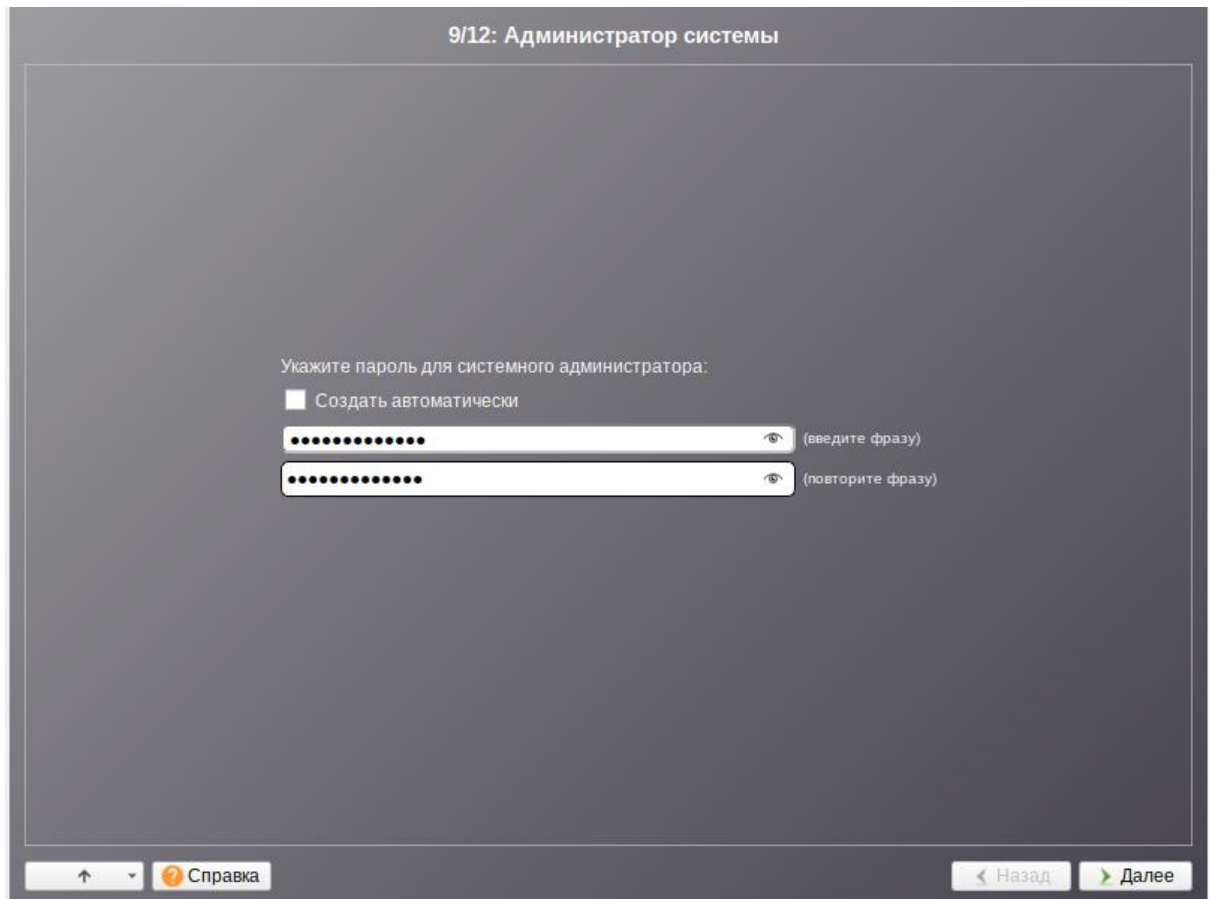 9/12: Администратор системы
Укажите пароль для системного администратора:
Создать автоматически
••••••••••••• (введите фразу)
••••••••••••• (повторите фразу)
Справка
Назад
Далее